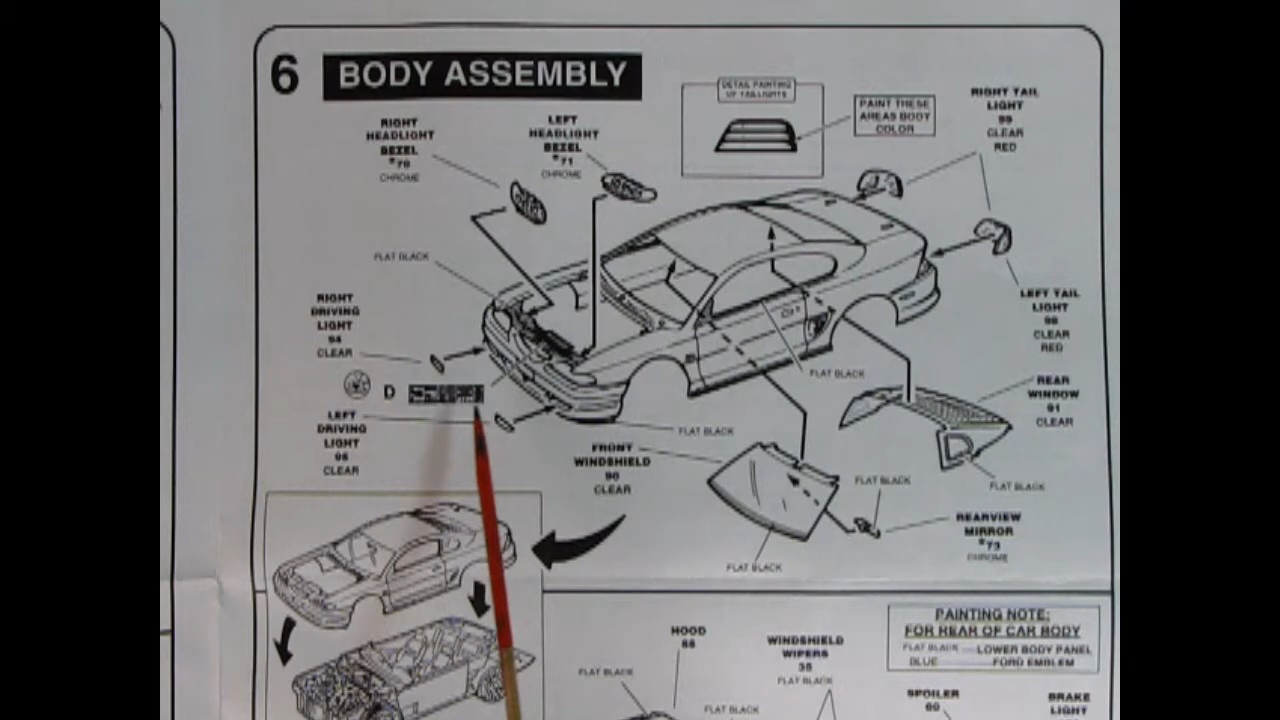 6 BODY ASSEMBLY
DETAIL PAINTING
OF TAILLIGHTS
PAINT THESE
AREAS BODY
COLOR
RIGHT TAIL
LIGHT
99
CLEAR
RED
RIGHT
HEADLIGHT
BEZEL
*70
CHROME
LEFT
HEADLIGHT
BEZEL
*71
CHROME
FLAT BLACK
RIGHT
DRIVING
LIGHT
94
CLEAR
D
LEFT
DRIVING
LIGHT
CLEAR
LEFT TAIL
LIGHT
CLEAR
RED
FLAT BLACK
REAR
WINDOW
91
CLEAR
FLAT BLACK
FLAT BLACK
FRONT
WINDSHIELD
90
CLEAR
FLAT BLACK
REARVIEW
MIRROR
*73
CHROME
FLAT BLACK
PAINTING NOTE:
FOR REAR OF CAR BODY
FLAT BLACK LOWER BODY PANEL
BLUE FORD EMBLEM
HOOD
FLAT BLACK
WINDSHIELD
WIPERS
FLAT BLACK
FLAT BLACK
SPOILER
BRAKE
LIGHT